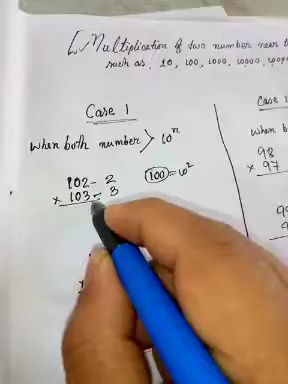 [Multiplication of two number near t
such as, 10, 100, 1000, 10000,
Case 1
when both number > 10ⁿ
102 - 2
x 103 - 3
100 = 10²
Case
when b
98
x 97